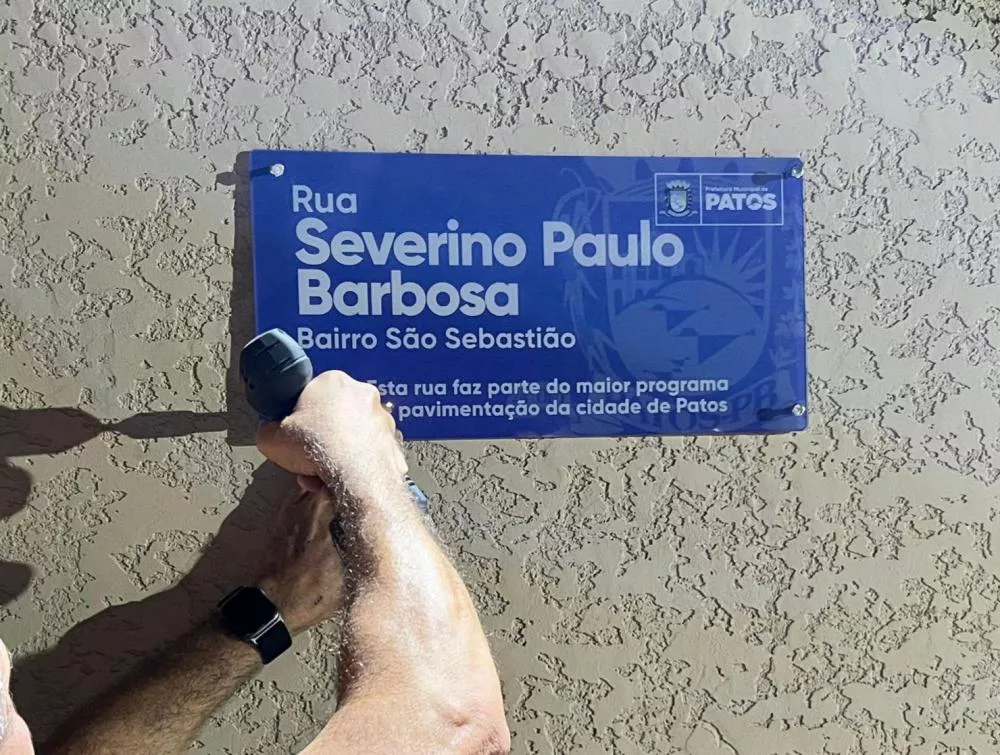 Rua
Severino Paulo
Barbosa
Bairro São Sebastião
Esta rua faz parte do maior programa
pavimentação da cidade de Patos
Prefeitura Municipal de
PATOS